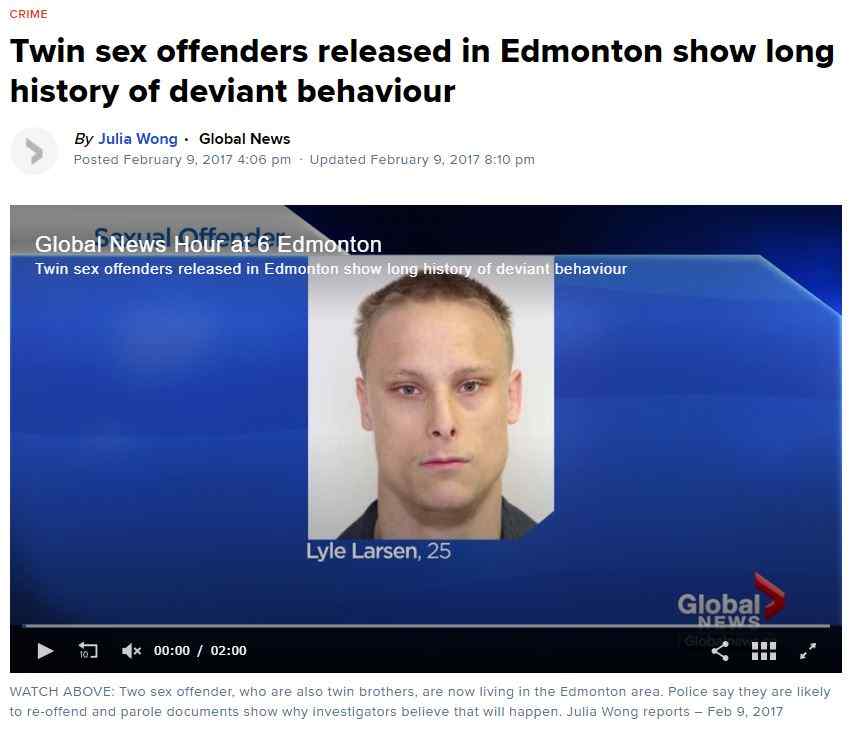 CRIME
Twin sex offenders released in Edmonton show long
history of deviant behaviour
By Julia Wong · Global News
Posted February 9, 2017 4:06 pm · Updated February 9, 2017 8:10 pm
Sexual Offender
Global News Hour at 6 Edmonton
Twin sex offenders released in Edmonton show long history of deviant behaviour
Lyle Larsen, 25
Global
NEWS
10
00:00 / 02:00
WATCH ABOVE: Two sex offender, who are also twin brothers, are now living in the Edmonton area. Police say they are likely
to re-offend and parole documents show why investigators believe that will happen. Julia Wong reports – Feb 9, 2017